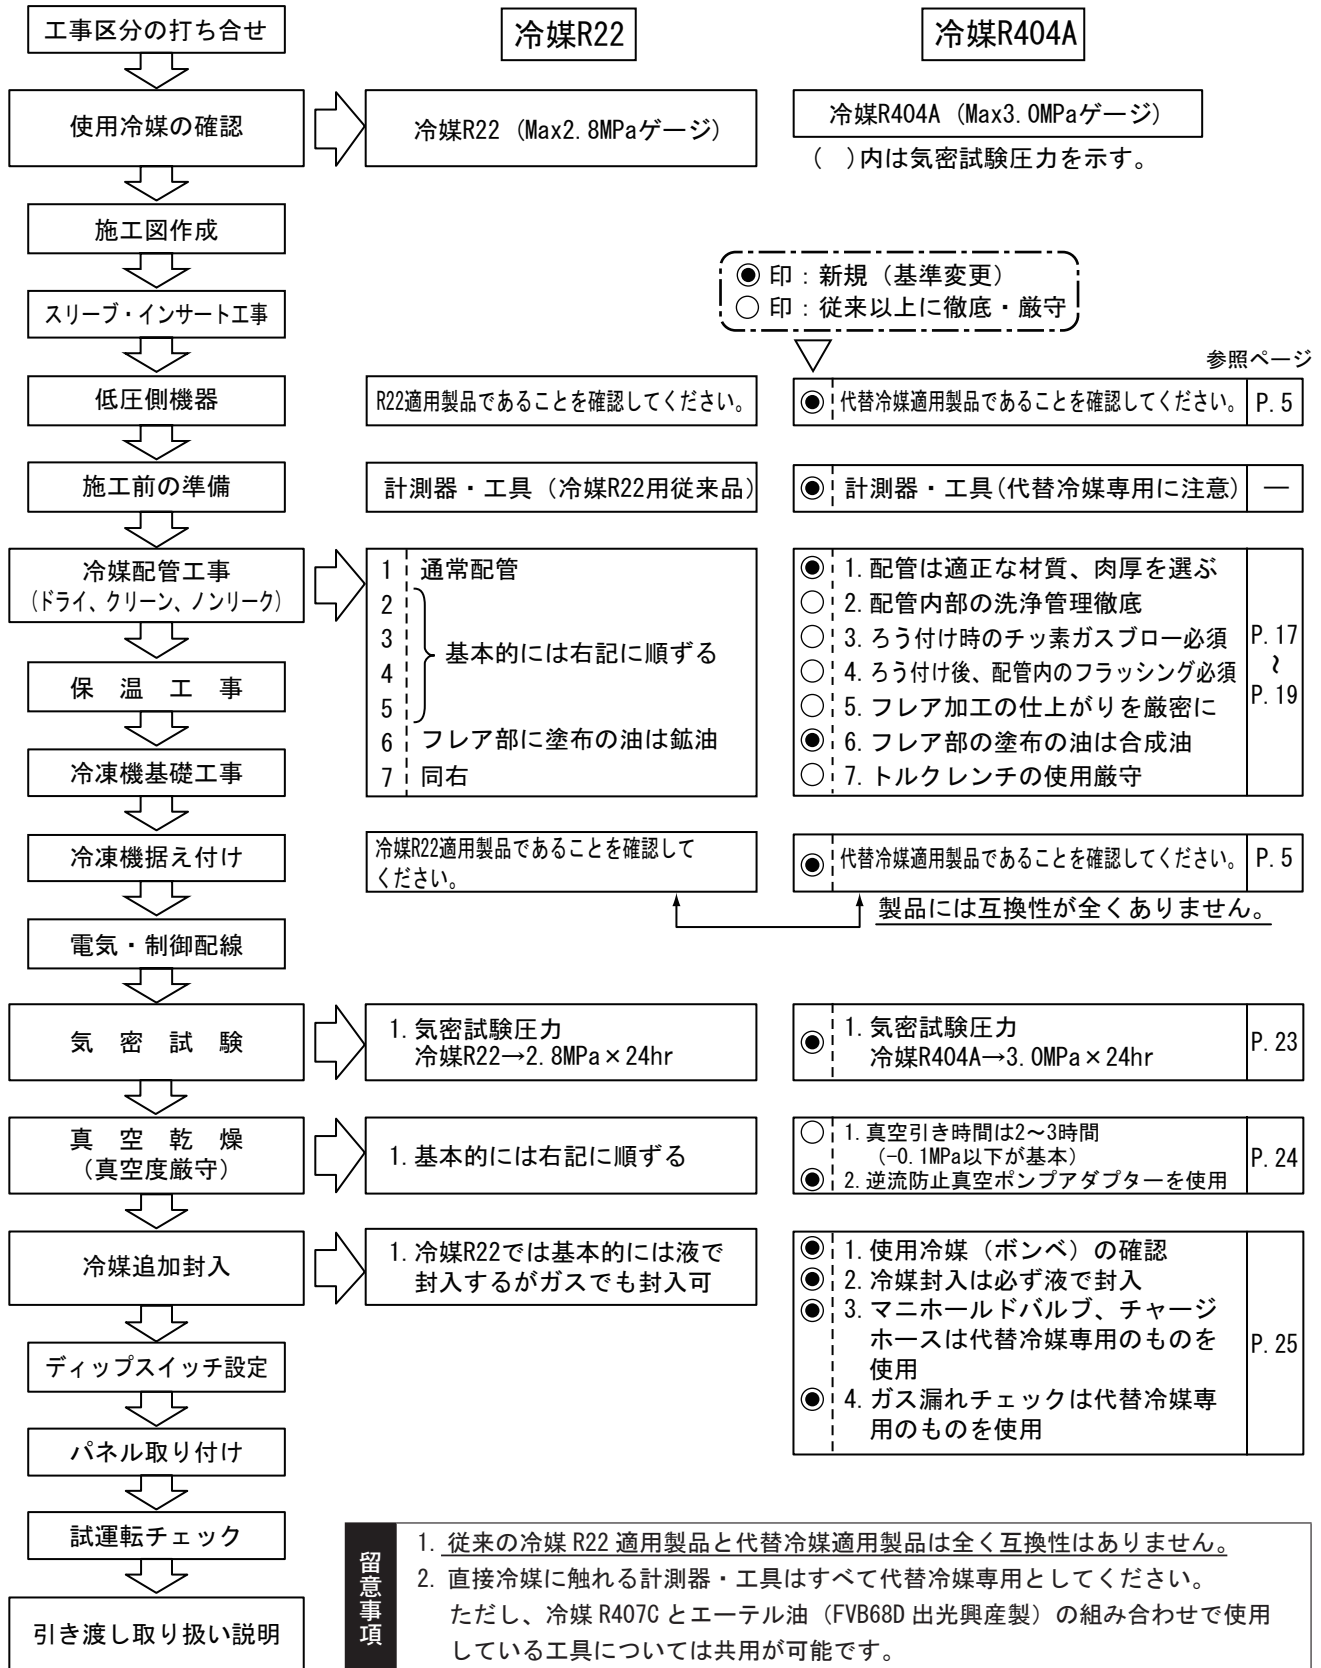 工事区分の打ち合せ
冷媒R22
冷媒R404A
使用冷媒の確認
冷媒R22（Max2.8MPaゲージ）
冷媒R404A（Max3.0MPaゲージ）
（　）内は気密試験圧力を示す。
施工図作成
◉印：新規（基準変更）
○印：従来以上に徹底・厳守
スリーブ・インサート工事
参照ページ
低圧側機器
R22適用製品であることを確認してください。
◉ 代替冷媒適用製品であることを確認してください。 P.5
施工前の準備
計測器・工具（冷媒R22用従来品）
◉ 計測器・工具(代替冷媒専用に注意) ―
冷媒配管工事
(ドライ、クリーン、ノンリーク)
保　温　工　事
冷凍機基礎工事
1 通常配管
2
3
基本的には右記に順ずる
4
5
6 フレア部に塗布の油は鉱油
7 同右
◉ 1.配管は適正な材質、肉厚を選ぶ
○ 2.配管内部の洗浄管理徹底
○ 3.ろう付け時のチッ素ガスブロー必須
○ 4.ろう付け後、配管内のフラッシング必須
○ 5.フレア加工の仕上がりを厳密に
◉ 6.フレア部の塗布の油は合成油
○ 7.トルクレンチの使用厳守
P.17
〜
P.19
冷凍機据え付け
冷媒R22適用製品であることを確認して
ください。
◉ 代替冷媒適用製品であることを確認してください。 P.5
製品には互換性が全くありません。
電気・制御配線
気　密　試　験
1.気密試験圧力
冷媒R22→2.8MPa×24hr
◉ 1.気密試験圧力
冷媒R404A→3.0MPa×24hr
P.23
真　空　乾　燥
（真空度厳守）
1.基本的には右記に順ずる
○ 1.真空引き時間は2～3時間
（-0.1MPa以下が基本）
◉ 2.逆流防止真空ポンプアダプターを使用
P.24
冷媒追加封入
1.冷媒R22では基本的には液で
封入するがガスでも封入可
◉ 1.使用冷媒（ボンベ）の確認
◉ 2.冷媒封入は必ず液で封入
◉ 3.マニホールドバルブ、チャージ
ホースは代替冷媒専用のものを
使用
◉ 4.ガス漏れチェックは代替冷媒専
用のものを使用
P.25
ディップスイッチ設定
パネル取り付け
試運転チェック
引き渡し取り扱い説明
留意事項
1. 従来の冷媒 R22 適用製品と代替冷媒適用製品は全く互換性はありません。
2. 直接冷媒に触れる計測器・工具はすべて代替冷媒専用としてください。
ただし、冷媒 R407C とエーテル油（FVB68D 出光興産製）の組み合わせで使用
している工具については共用が可能です。